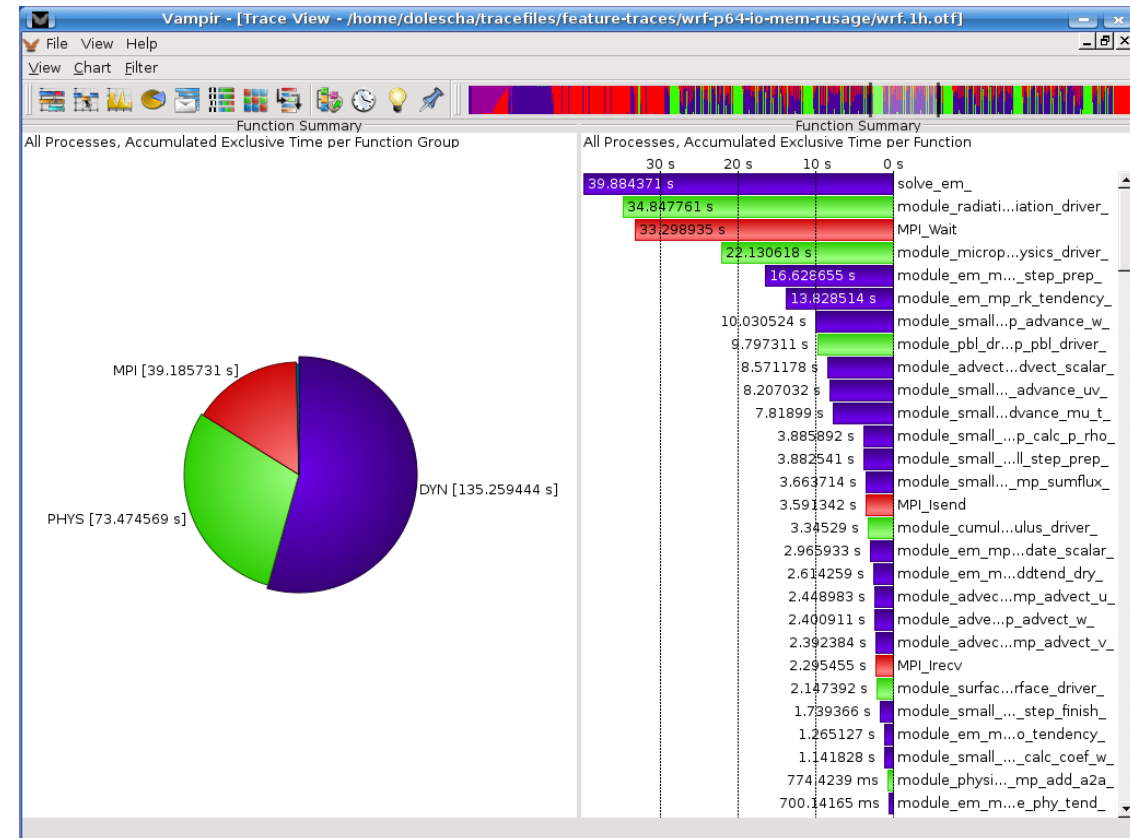 Vampir - [Trace View - /home/dolescha/tracefiles/feature-traces/wrf-p64-io-mem-rusage/wrf.1h.otf]
File View Help
View Chart Filter
Function Summary
All Processes, Accumulated Exclusive Time per Function Group
MPI [39.185731 s]
DYN [135.259444 s]
PHYS [73.474569 s]
Function Summary
All Processes, Accumulated Exclusive Time per Function
30 s 20 s 10 s 0 s
39.884371 s solve_em_
34.847761 s module_radiati...iation_driver_
33.298935 s MPI_Wait
22.130618 s module_microp...ysics_driver_
16.628655 s module_em_m..._step_prep_
13.828514 s module_em_mp_rk_tendency_
10.030524 s module_small...p_advance_w_
9.797311 s module_pbl_dr...p_pbl_driver_
8.571178 s module_advect...dvect_scalar_
8.207032 s module_small..._advance_uv_
7.81899 s module_small...dvance_mu_t_
3.885892 s module_small_...p_calc_p_rho_
3.882541 s module_small_...ll_step_prep_
3.663714 s module_small..._mp_sumflux_
3.591342 s MPI_Isend
3.34529 s module_cumul...ulus_driver_
2.965933 s module_em_mp...date_scalar_
2.614259 s module_em_m...ddtend_dry_
2.448983 s module_advec...mp_advect_u_
2.400911 s module_adve...p_advect_w_
2.392384 s module_advec...mp_advect_v_
2.295455 s MPI_Irecv
2.147392 s module_surfac...rface_driver_
1.739366 s module_small_..._step_finish_
1.265127 s module_em_m...o_tendency_
1.141828 s module_small_..._calc_coef_w_
774.4239 ms module_physi..._mp_add_a2a_
700.14165 ms module_em_m...e_phy_tend_